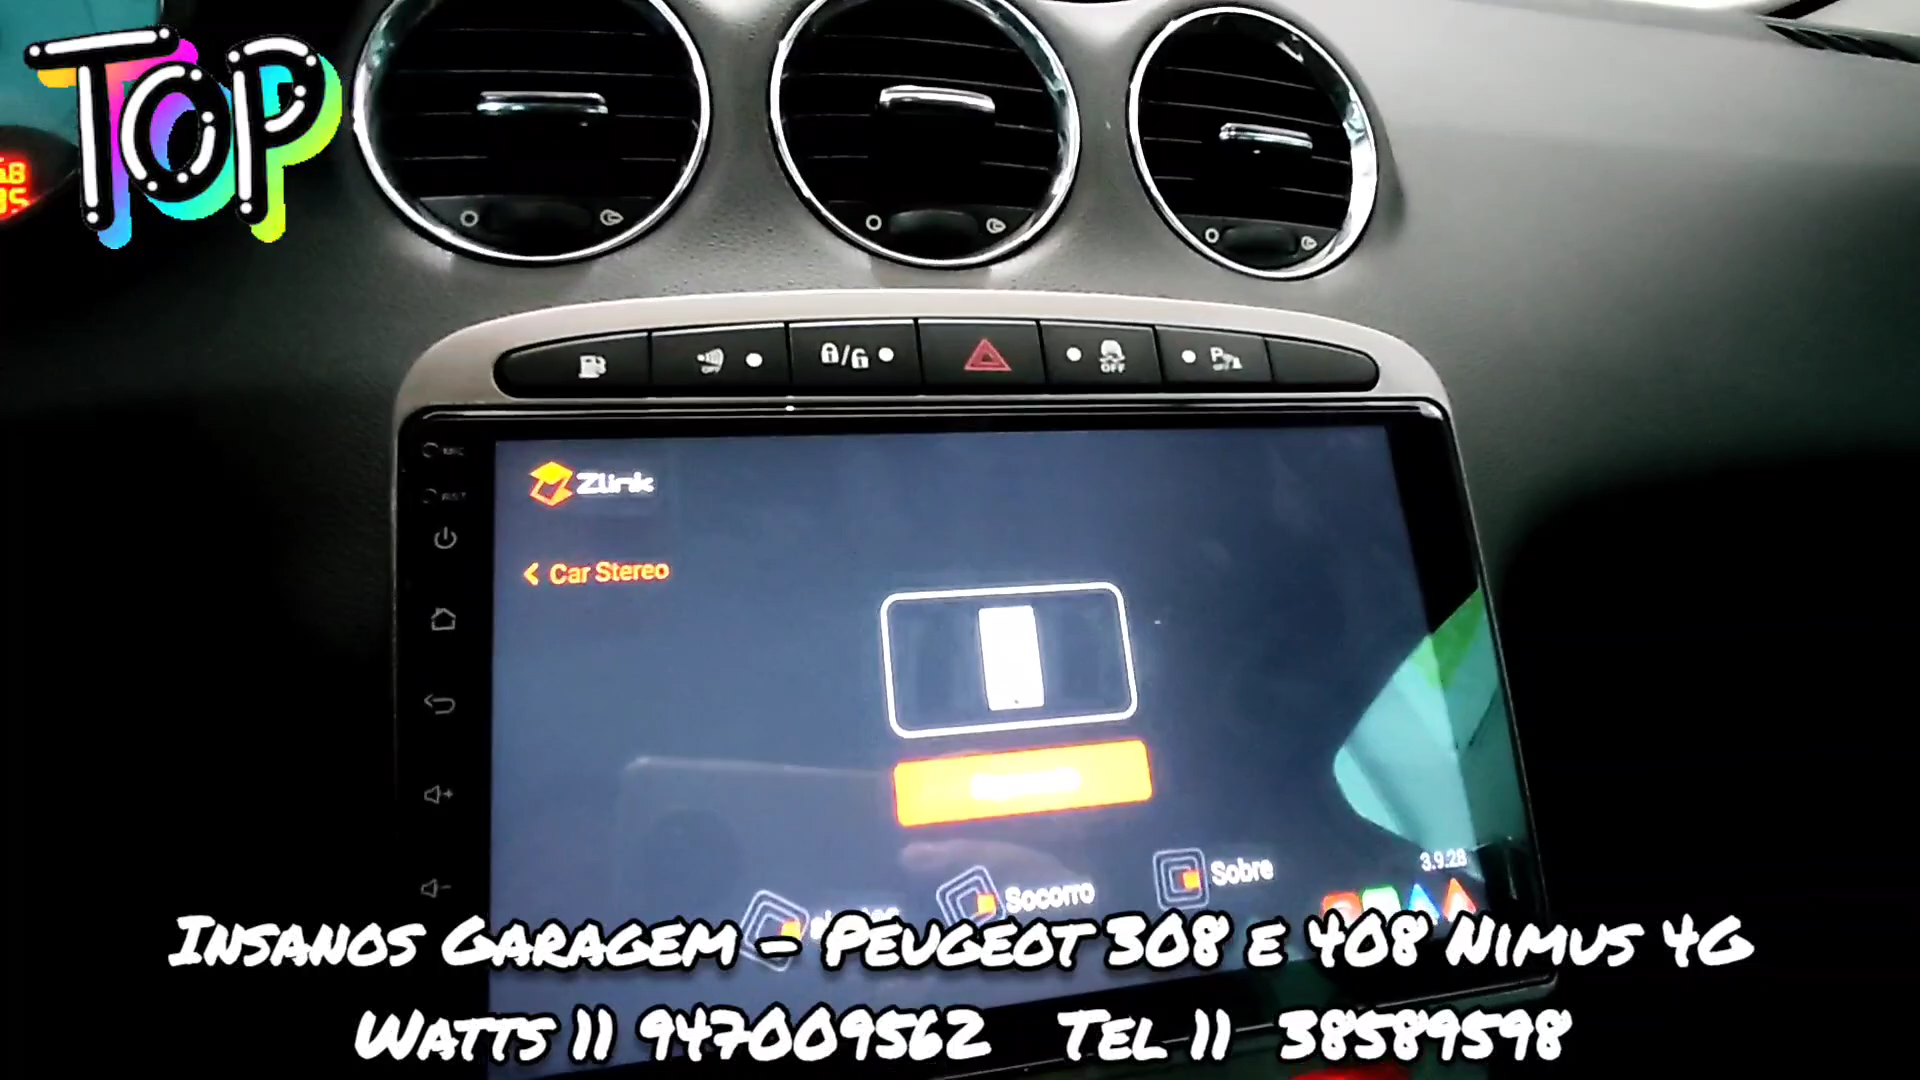 TOP
OFF
OFF
P
Zlink
Car Stereo
Socorro
Sobre
3.9.28
Insanos Garagem - Peugeot 308 e 408 Nimus 4G
Watts 11 947009562 Tel 11 38589598